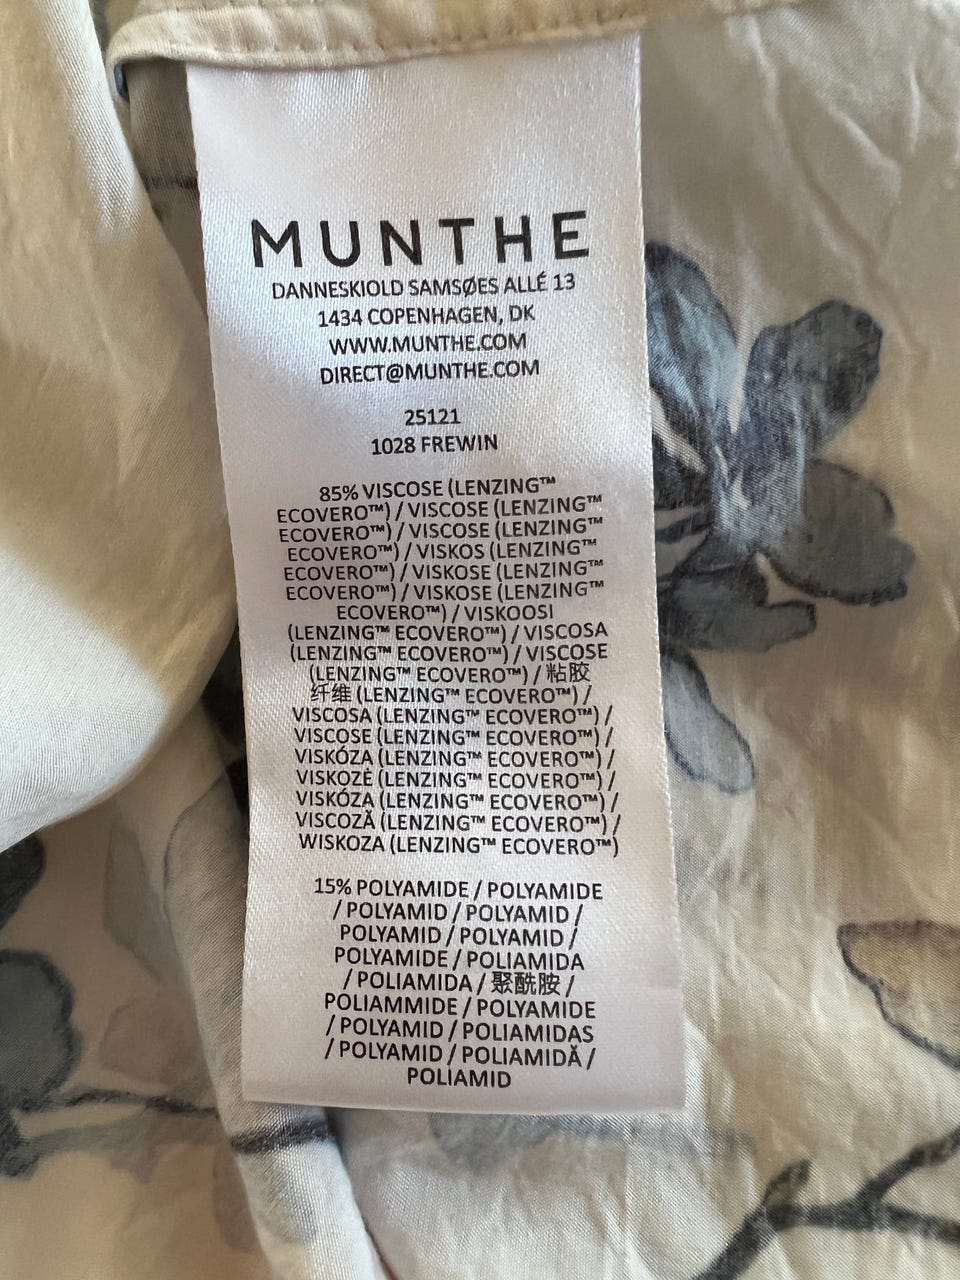 MUNTHE
DANNESKIOLD SAMSØES ALLÉ 13
1434 COPENHAGEN, DK
WWW.MUNTHE.COM
DIRECT@MUNTHE.COM
25121
1028 FREWIN
85% VISCOSE (LENZING™
ECOVERO™) / VISCOSE (LENZING™
ECOVERO™) / VISCOSE (LENZING™
ECOVERO™) / VISKOS (LENZING™
ECOVERO™) / VISKOSE (LENZING™
ECOVERO™) / VISKOSE (LENZING™
ECOVERO™) / VISKOOSI
(LENZING™ ECOVERO™) / VISCOSA
(LENZING™ ECOVERO™) / VISCOSE
(LENZING™ ECOVERO™) / 粘胶
纤维 (LENZING™ ECOVERO™) /
VISCOSA (LENZING™ ECOVERO™) /
VISCOSE (LENZING™ ECOVERO™) /
VISKÓZA (LENZING™ ECOVERO™) /
VISKOZĖ (LENZING™ ECOVERO™) /
VISKÓZA (LENZING™ ECOVERO™) /
VISCOZĂ (LENZING™ ECOVERO™) /
WISKOZA (LENZING™ ECOVERO™)
15% POLYAMIDE / POLYAMIDE
/ POLYAMID / POLYAMID /
POLYAMID / POLYAMID /
POLYAMIDE / POLIAMIDA
/ POLIAMIDA / 聚酰胺 /
POLIAMMIDE / POLYAMIDE
/ POLYAMID / POLIAMIDAS
/ POLYAMID / POLIAMIDĂ /
POLIAMID